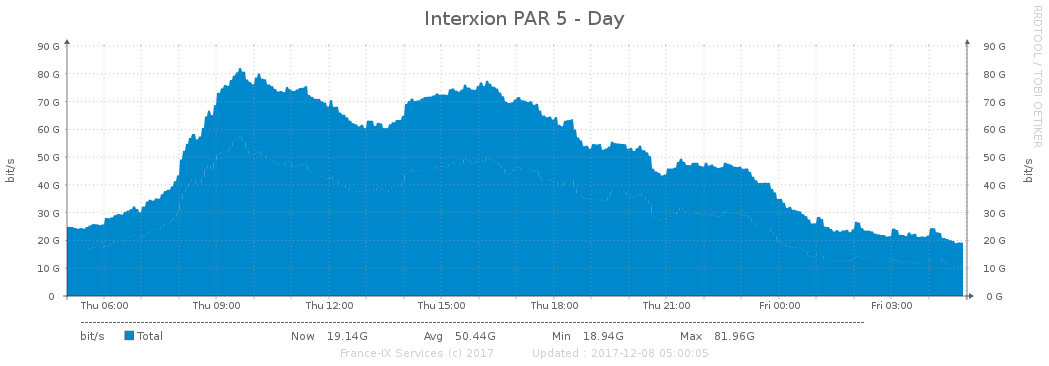 Interxion PAR 5 - Day
RRDTOOL / TOBI OETIKER
90 G 90 G
80 G 80 G
70 G 70 G
60 G 60 G
50 G 50 G
40 G 40 G
30 G 30 G
20 G 20 G
10 G 10 G
0 0 G
bit/s
bit/s
Thu 06:00 Thu 09:00 Thu 12:00 Thu 15:00 Thu 18:00 Thu 21:00 Fri 00:00 Fri 03:00
bit/s Total Now 19.14G Avg 50.44G Min 18.94G Max 81.96G
France-IX Services (c) 2017 Updated : 2017-12-08 05:00:05